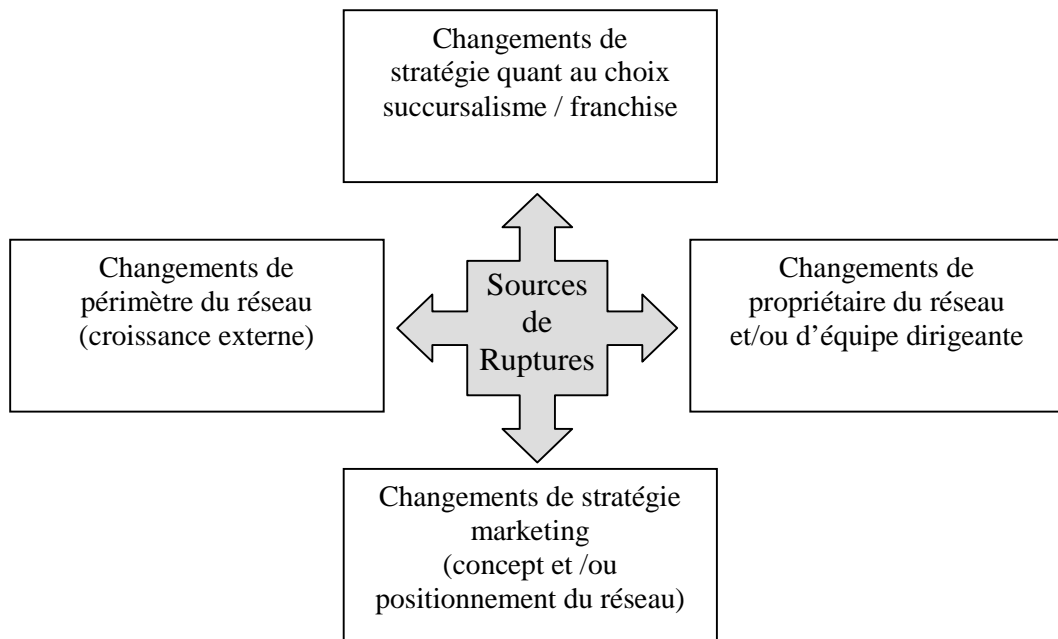 Changements de
stratégie quant au choix
succursalisme / franchise
Changements de
périmètre du réseau
(croissance externe)
Sources
de
Ruptures
Changements de
propriétaire du réseau
et/ou d'équipe dirigeante
Changements de stratégie
marketing
(concept et /ou
positionnement du réseau)